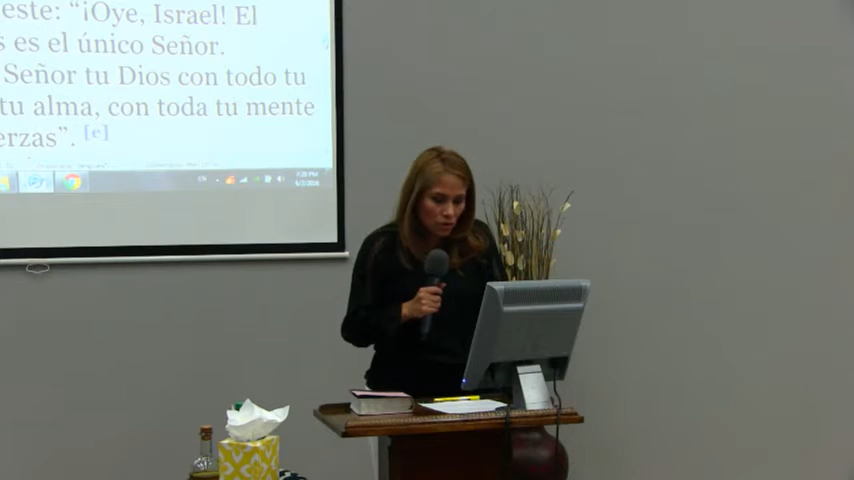 este: “¡Oye, Israel! El
s es el único Señor.
Señor tu Dios con todo tu
tu alma, con toda tu mente
erzas”. [e]
EN